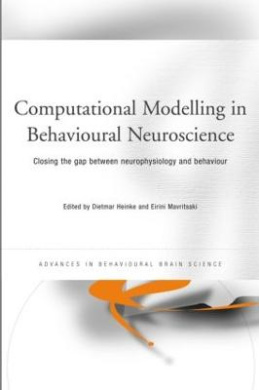 Computational Modelling in
Behavioural Neuroscience
Closing the gap between neurophysiology and behaviour
Edited by Dietmar Heinke and Eirini Mavritsaki
ADVANCES IN BEHAVIOURAL BRAIN SCIENCE